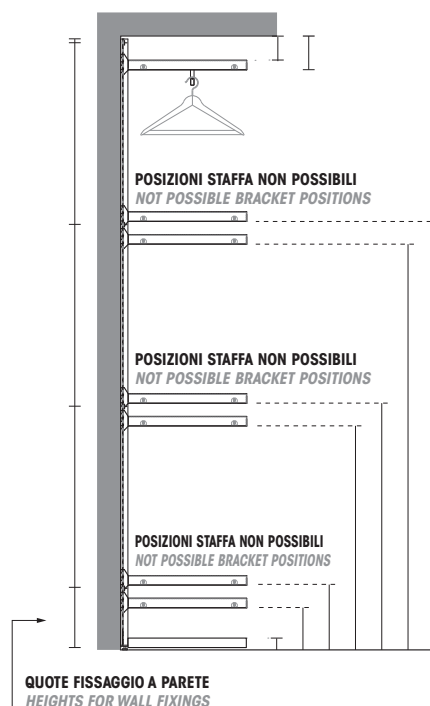 POSIZIONI STAFFA NON POSSIBILI
NOT POSSIBLE BRACKET POSITIONS
POSIZIONI STAFFA NON POSSIBILI
NOT POSSIBLE BRACKET POSITIONS
POSIZIONI STAFFA NON POSSIBILI
NOT POSSIBLE BRACKET POSITIONS
QUOTE FISSAGGIO A PARETE
HEIGHTS FOR WALL FIXINGS